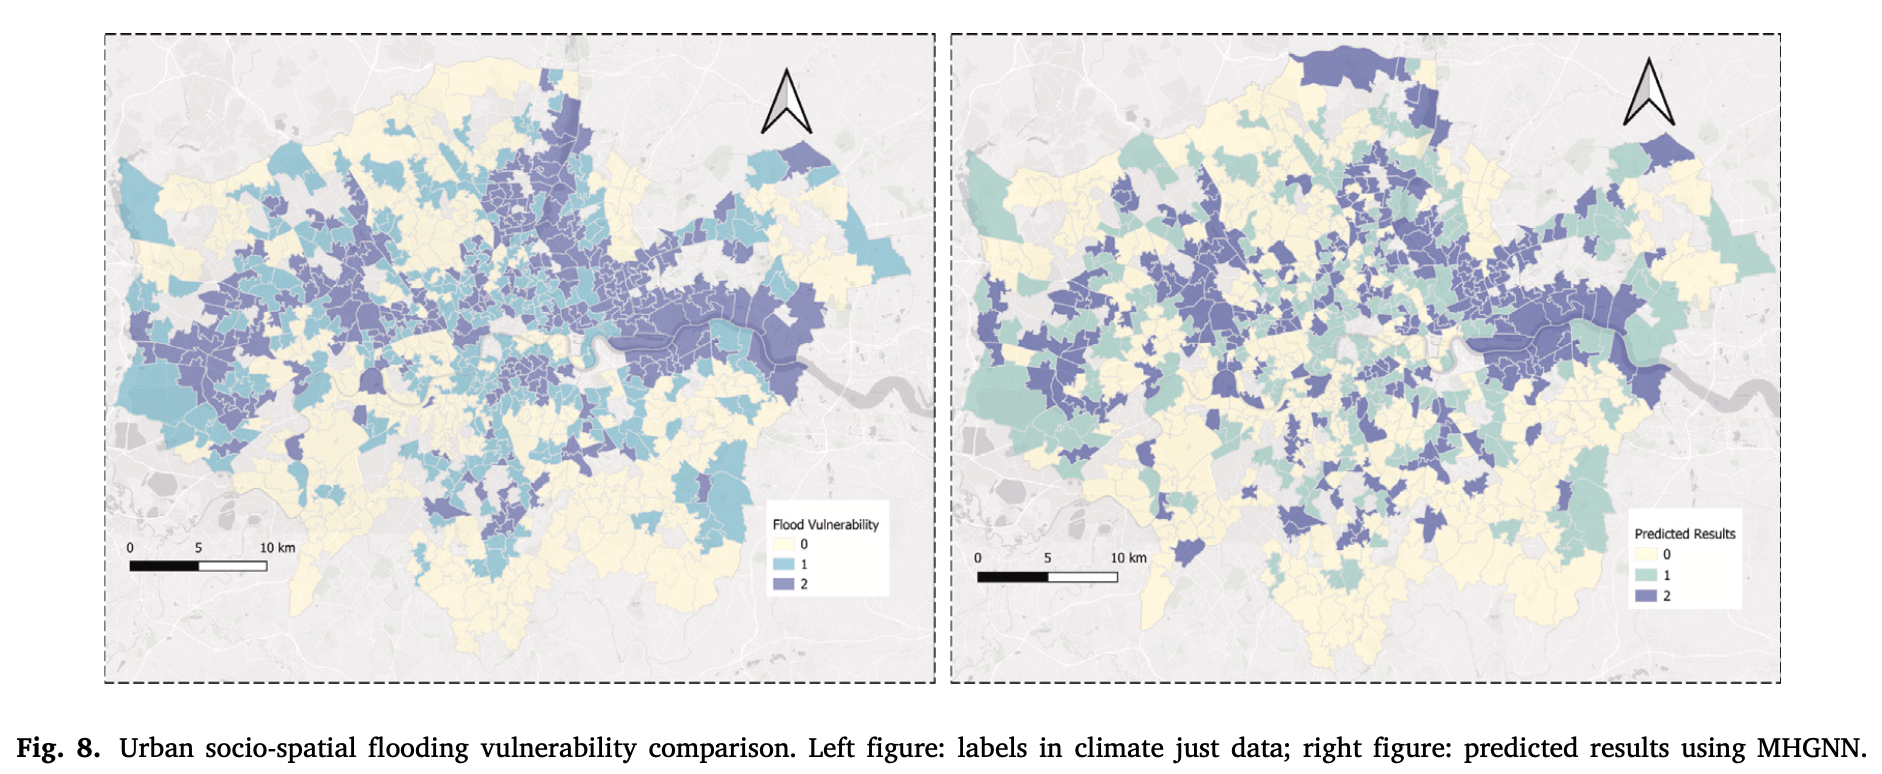 Flood Vulnerability
0
1
2
0 5 10 km
Predicted Results
0
1
2
0 5 10 km
Fig. 8. Urban socio-spatial flooding vulnerability comparison. Left figure: labels in climate just data; right figure: predicted results using MHGNN.